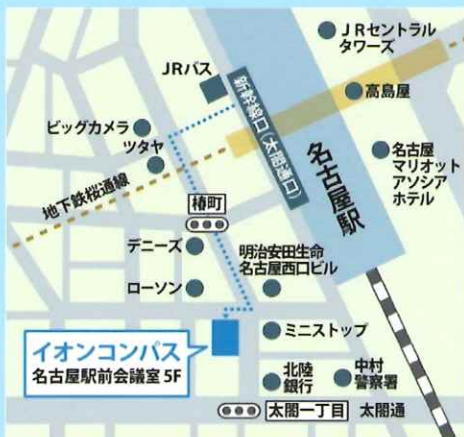 JRセントラル
タワーズ
JRバス
新幹線口(太閤通口)
高島屋
ビッグカメラ
ツタヤ
名古屋駅
名古屋
マリオット
アソシア
ホテル
地下鉄桜通線
椿町
デニーズ
明治安田生命
名古屋西口ビル
ローソン
イオンコンパス
名古屋駅前会議室 5F
ミニストップ
北陸
銀行
中村
警察署
太閤一丁目
太閤通